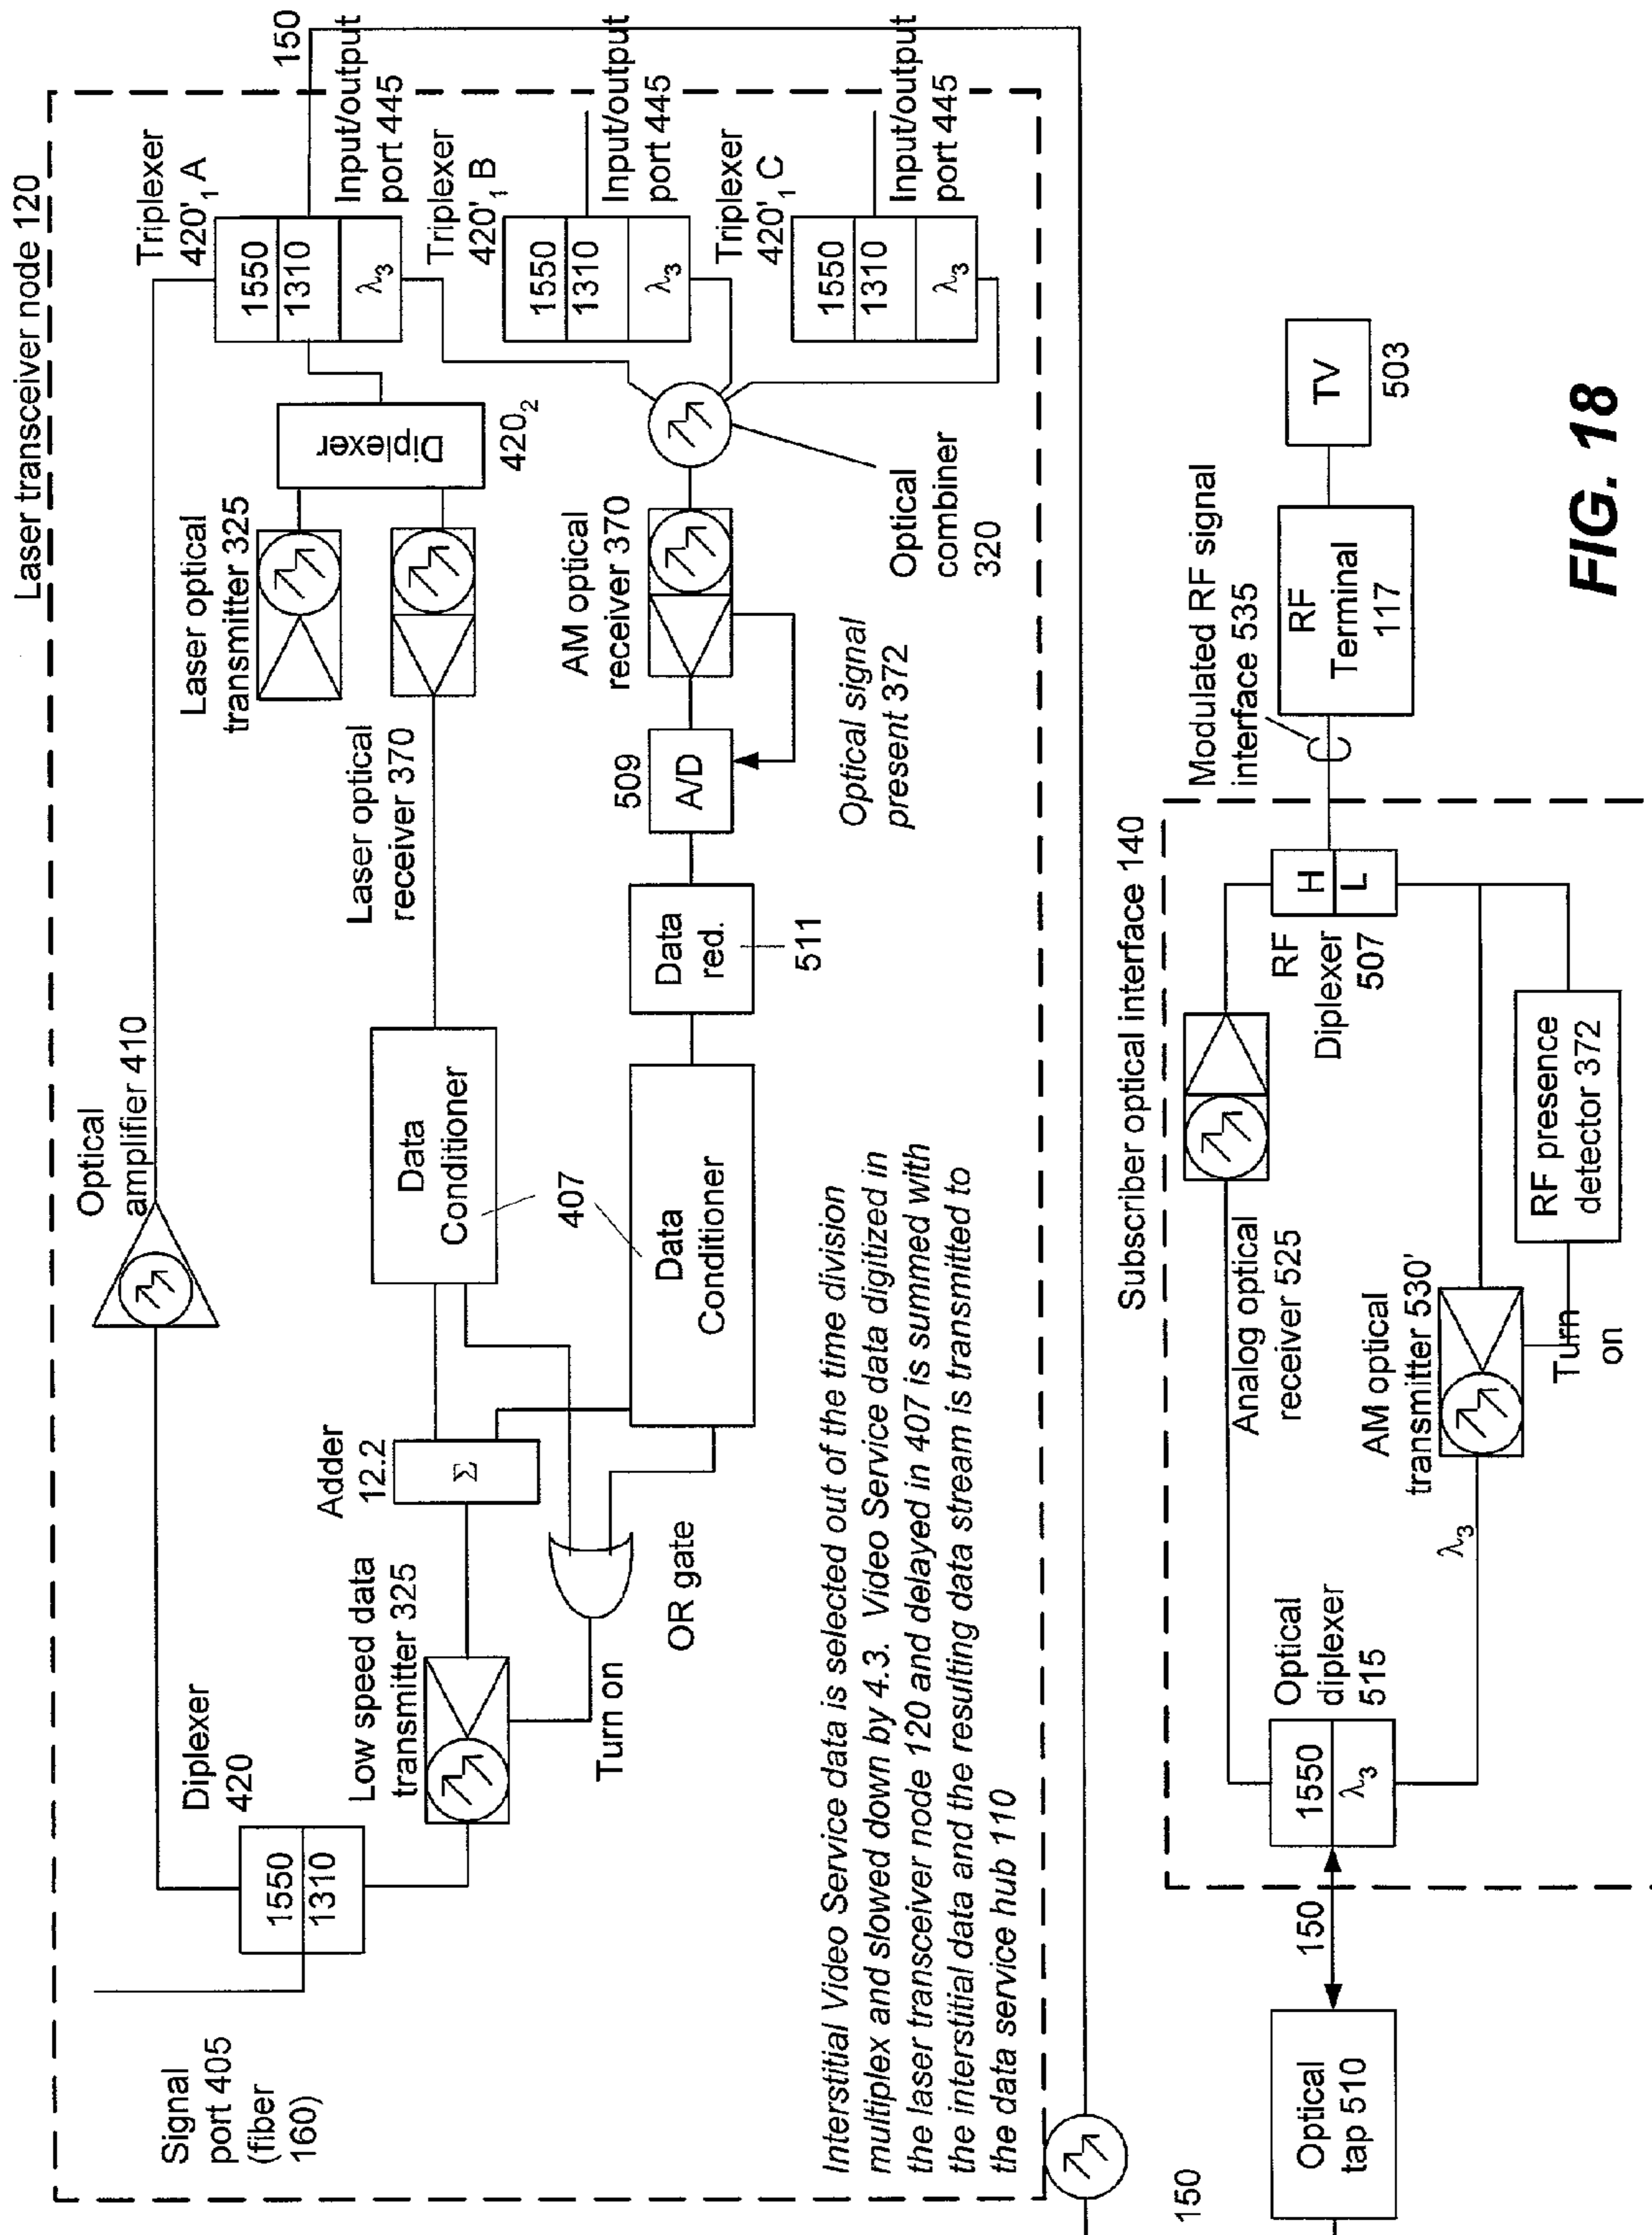 Laser transceiver node 120
Signal
port 405
(fiber
160)
Diplexer
420
1550
1310
Optical
amplifier 410
Low speed data
transmitter 325
Turn on
OR gate
Adder
12.2
Σ
Data
Conditioner
407
Data
Conditioner
Laser optical
receiver 370
Laser optical
transmitter 325
Diplexer
420₂
Data
red.
511
509
A/D
AM optical
receiver 370
Optical signal
present 372
Optical
combiner
320
Triplexer
420'₁ A
1550
1310
λ₃
Input/output
port 445
150
Triplexer
420'₁ B
1550
1310
λ₃
Input/output
port 445
Triplexer
420'₁ C
1550
1310
λ₃
Input/output
port 445
Interstitial Video Service data is selected out of the time division
multiplex and slowed down by 4.3. Video Service data digitized in
the laser transceiver node 120 and delayed in 407 is summed with
the interstitial data and the resulting data stream is transmitted to
the data service hub 110
150
Optical
tap 510
150
Subscriber optical interface 140
Optical
diplexer
515
1550
λ₃
λ₃
Analog optical
receiver 525
AM optical
transmitter 530'
Turn
on
RF presence
detector 372
RF
Diplexer
507
H
L
Modulated RF signal
interface 535
RF
Terminal
117
TV
503
FIG. 18